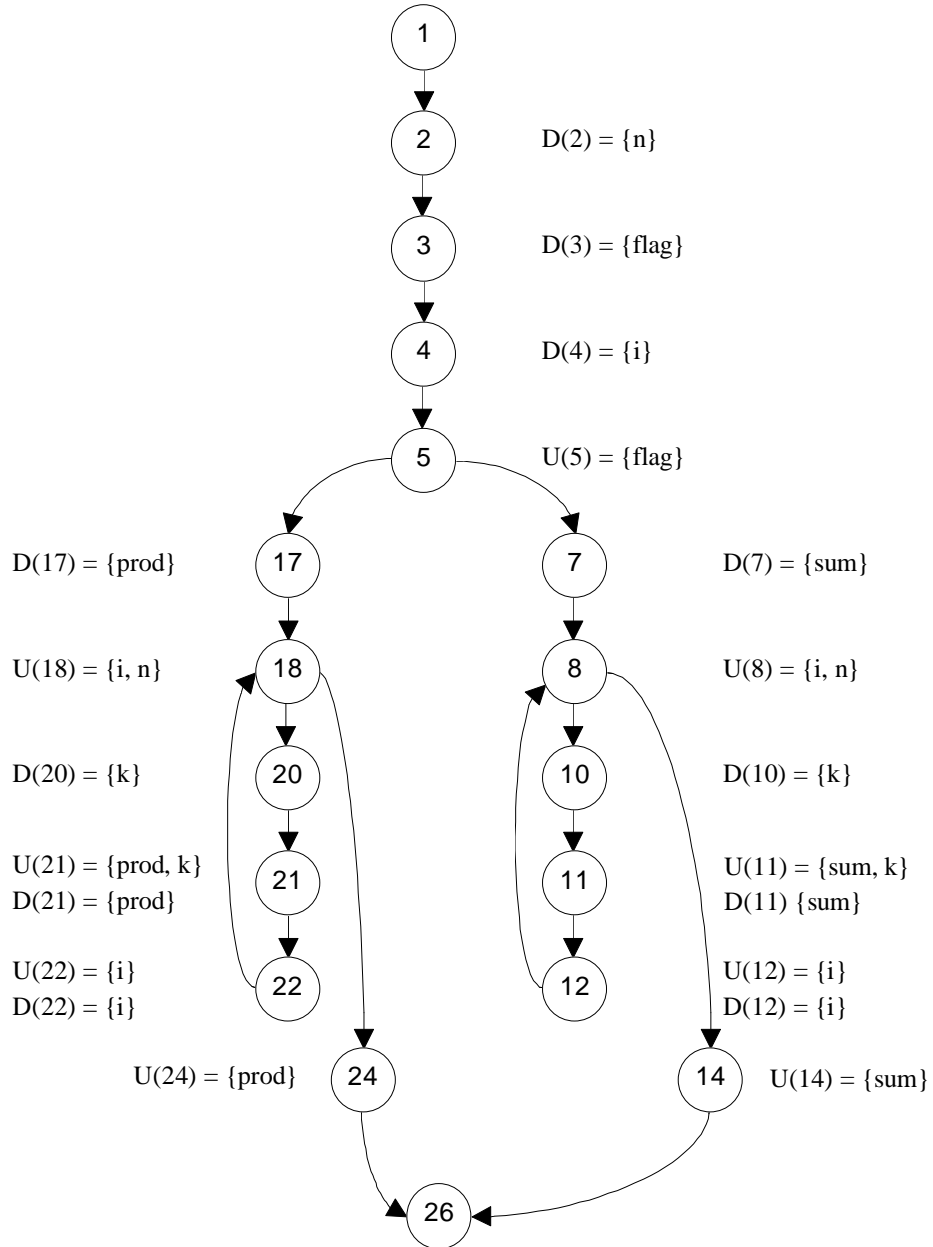 1
2
D(2) = {n}
3
D(3) = {flag}
4
D(4) = {i}
5
U(5) = {flag}
D(17) = {prod}
17
7
D(7) = {sum}
U(18) = {i, n}
18
8
U(8) = {i, n}
D(20) = {k}
20
10
D(10) = {k}
U(21) = {prod, k}
D(21) = {prod}
21
11
U(11) = {sum, k}
D(11) {sum}
U(22) = {i}
D(22) = {i}
22
12
U(12) = {i}
D(12) = {i}
U(24) = {prod}
24
14
U(14) = {sum}
26